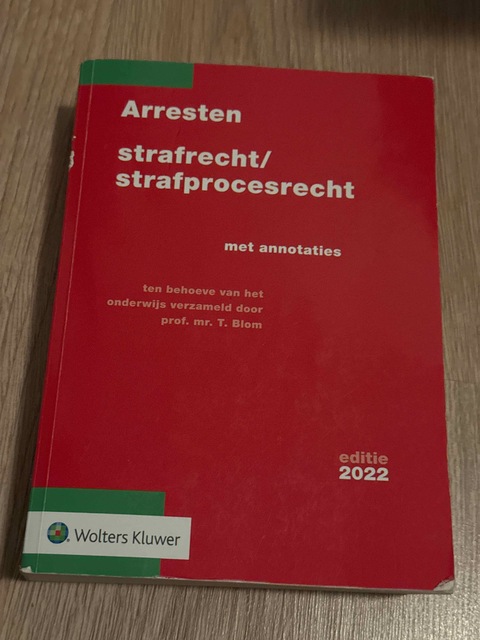 Arresten
strafrecht/
strafprocesrecht
met annotaties
ten behoeve van het
onderwijs verzameld door
prof. mr. T. Blom
editie
2022
Wolters Kluwer